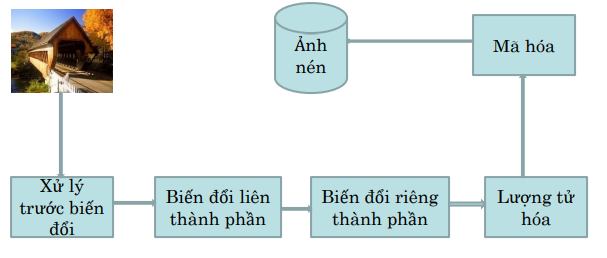 Ảnh
nén
Mã hóa
Xử lý
trước biến
đổi
Biến đổi liên
thành phần
Biến đổi riêng
thành phần
Lượng tử
hóa